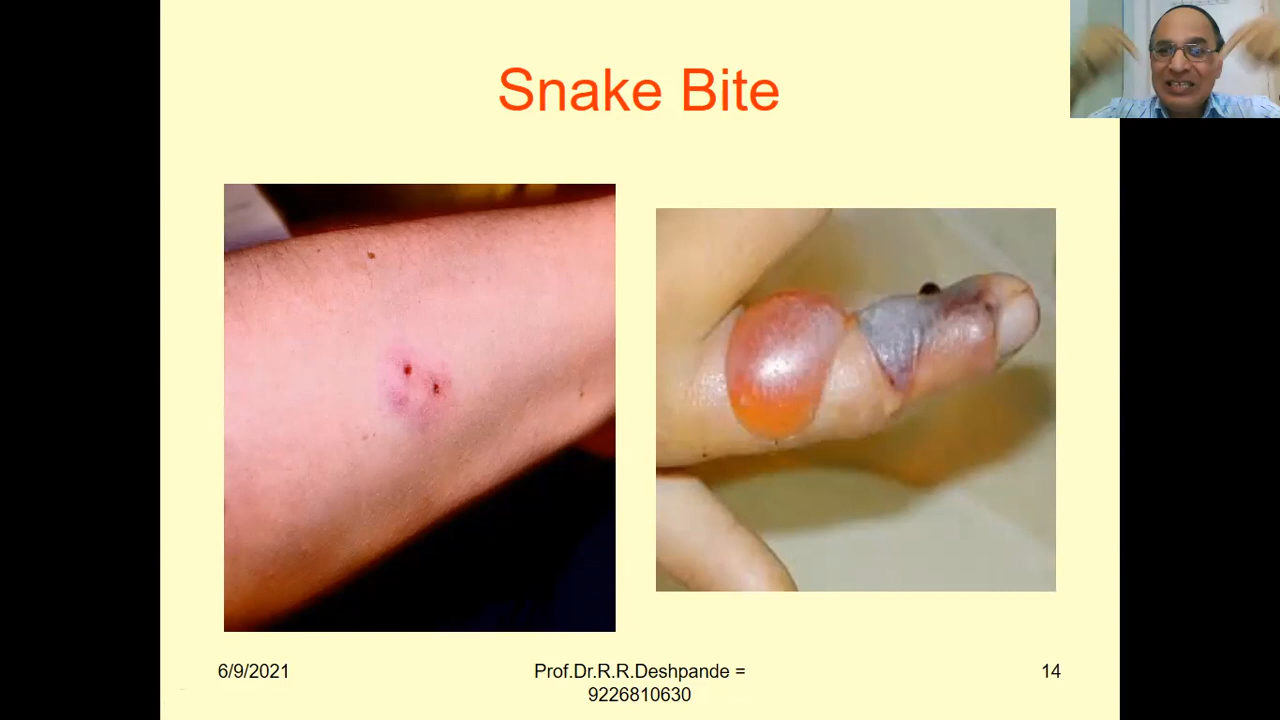 Snake Bite
6/9/2021
Prof.Dr.R.R.Deshpande =
9226810630
14